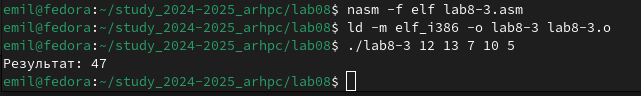 emil@fedora:~/study_2024-2025_arhpc/lab08$ nasm -f elf lab8-3.asm
emil@fedora:~/study_2024-2025_arhpc/lab08$ ld -m elf_i386 -o lab8-3 lab8-3.o
emil@fedora:~/study_2024-2025_arhpc/lab08$ ./lab8-3 12 13 7 10 5
Результат: 47
emil@fedora:~/study_2024-2025_arhpc/lab08$